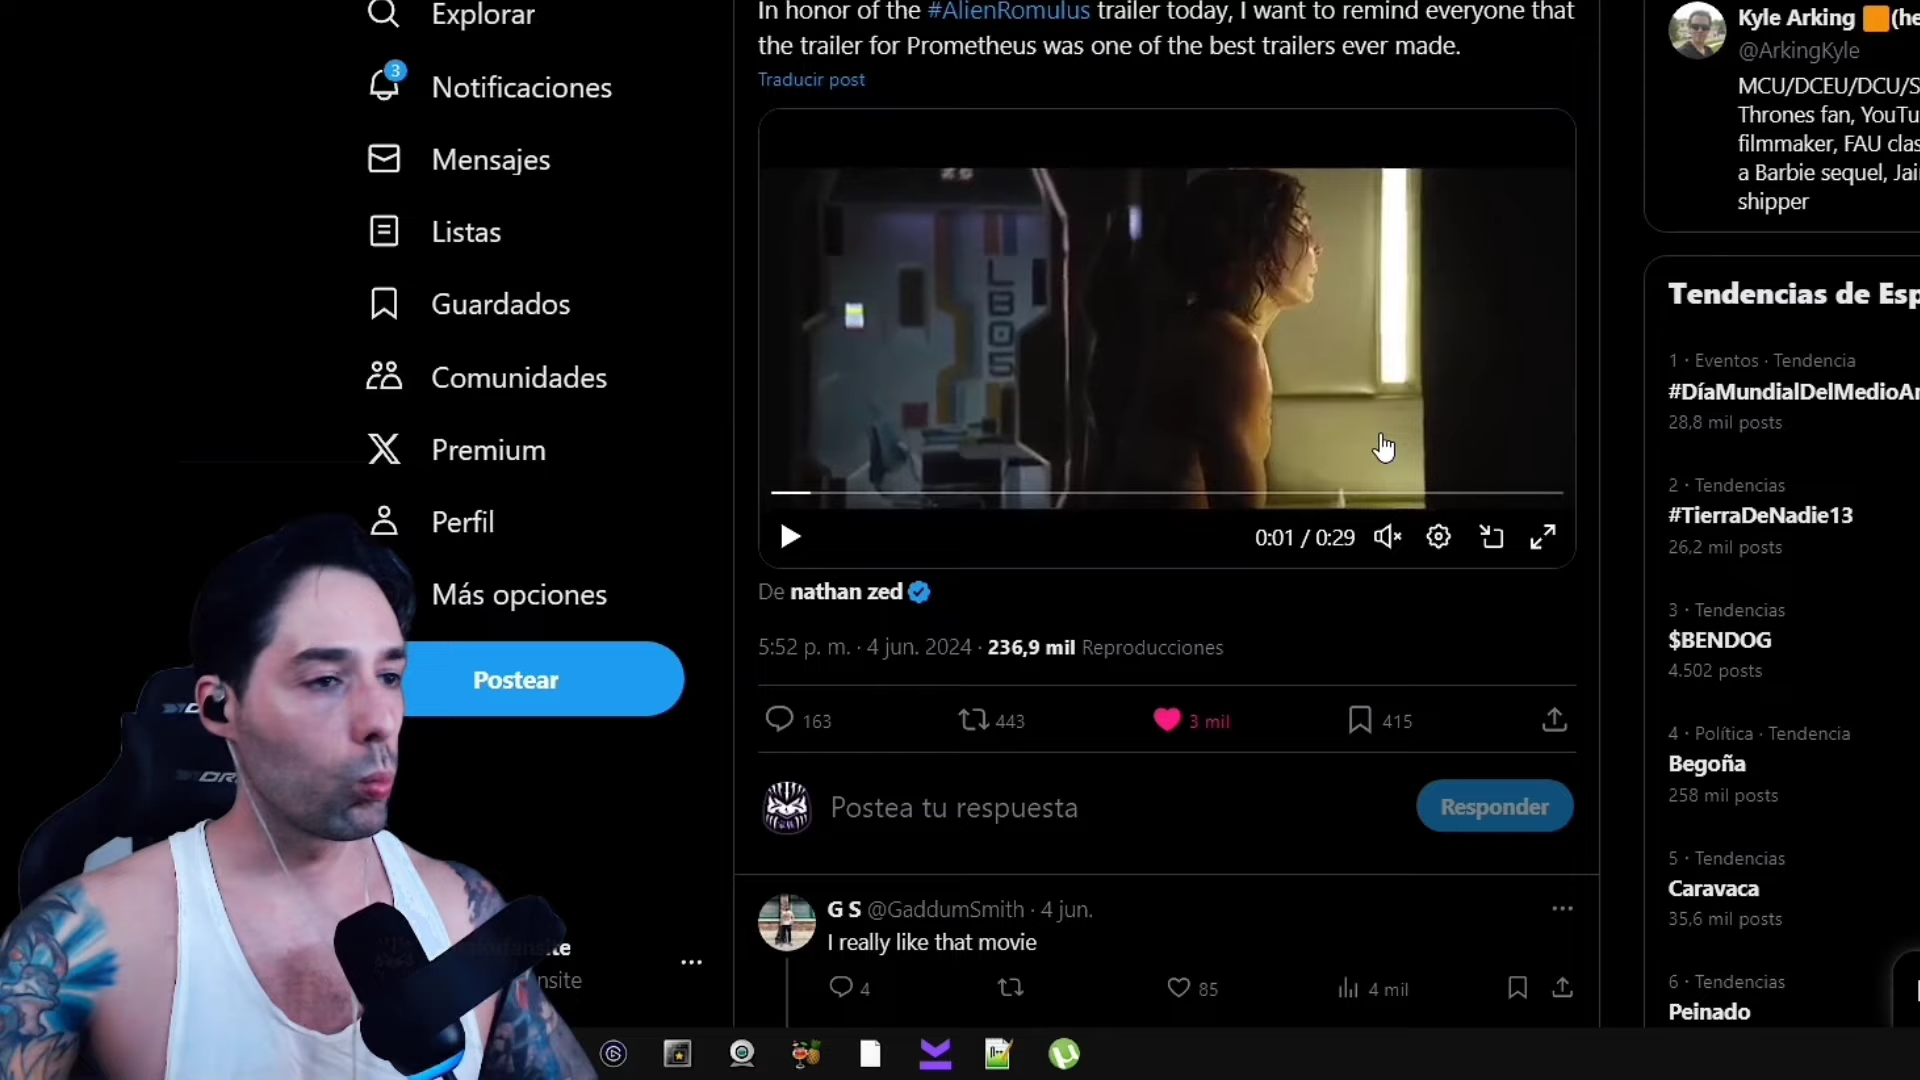 Explorar
3
Notificaciones
Mensajes
Listas
Guardados
Comunidades
Premium
Perfil
Más opciones
Postear
nsite
In honor of the #AlienRomulus trailer today, I want to remind everyone that
the trailer for Prometheus was one of the best trailers ever made.
Traducir post
LB05
0:01 / 0:29
De nathan zed
5:52 p. m. · 4 jun. 2024 · 236,9 mil Reproducciones
163
443
3 mil
415
Postea tu respuesta
Responder
G S @GaddumSmith · 4 jun.
I really like that movie
4
85
4 mil
Kyle Arking
@ArkingKyle
MCU/DCEU/DCU/S
Thrones fan, YouTu
filmmaker, FAU clas
a Barbie sequel, Jai
shipper
Tendencias de Esp
1 · Eventos · Tendencia
#DíaMundialDelMedioAr
28,8 mil posts
2 · Tendencias
#TierraDeNadie13
26,2 mil posts
3 · Tendencias
$BENDOG
4.502 posts
4 · Política · Tendencia
Begoña
258 mil posts
5 · Tendencias
Caravaca
35,6 mil posts
6 · Tendencias
Peinado